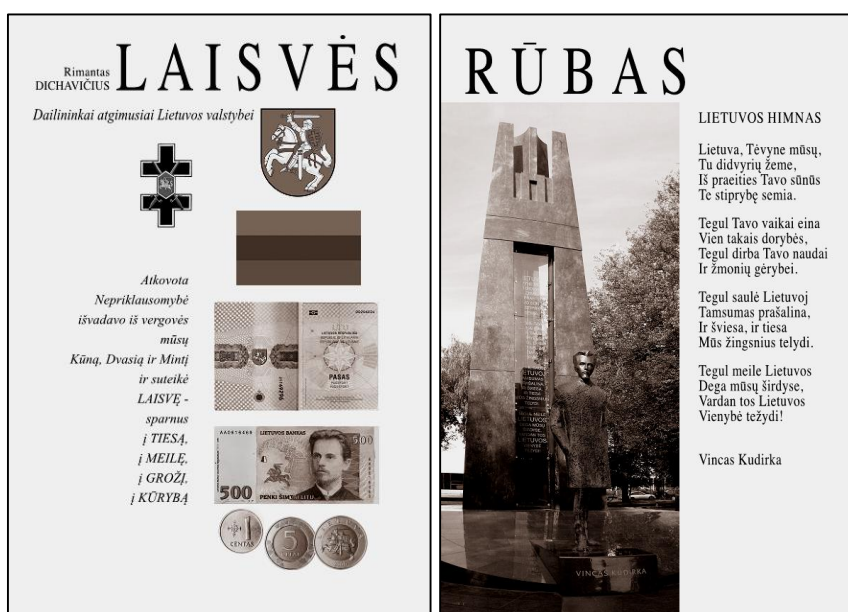 Rimantas
DICHAVIČIUS
LAISVĖS
Dailininkai atgimusiai Lietuvos valstybei
Atkovota
Nepriklausomybė
išvadavo iš vergovės
mūsų
Kūną, Dvasią ir Mintį
ir suteikė
LAISVĘ -
sparnus
į TIESĄ,
į MEILĘ,
į GROŽĮ,
į KŪRYBĄ
PASAS
LIETUVOS BANKAS
500
500
PENKI ŠIMTAI LITŲ
1
CENTAS
5
RŪBAS
LIETUVOS HIMNAS
Lietuva, Tėvyne mūsų,
Tu didvyrių žeme,
Iš praeities Tavo sūnūs
Te stiprybę semia.
Tegul Tavo vaikai eina
Vien takais dorybės,
Tegul dirba Tavo naudai
Ir žmonių gėrybei.
Tegul saulė Lietuvoj
Tamsumas prašalina,
Ir šviesa, ir tiesa
Mūs žingsnius telydi.
Tegul meile Lietuvos
Dega mūsų širdyse,
Vardan tos Lietuvos
Vienybė težydi!
Vincas Kudirka
VINCAS KUDIRKA